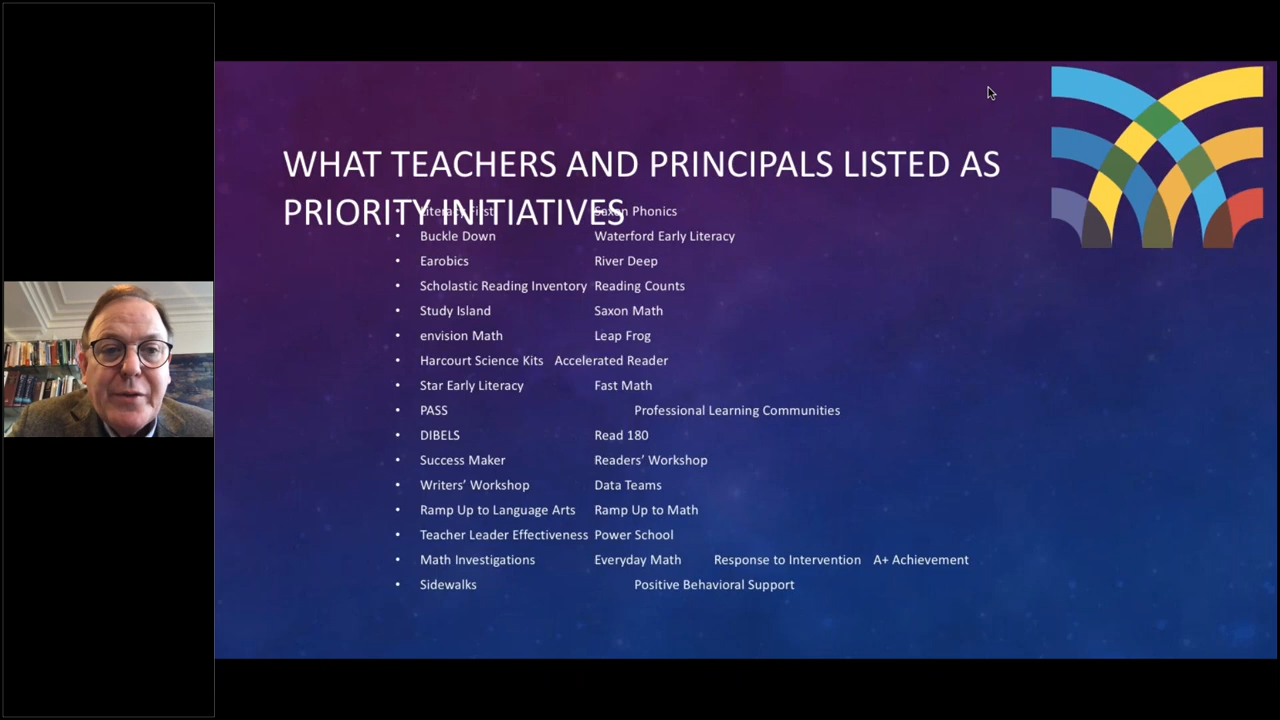 WHAT TEACHERS AND PRINCIPALS LISTED AS
PRIORITY INITIATIVES
• Literacy First Saxon Phonics
• Buckle Down Waterford Early Literacy
• Earobics River Deep
• Scholastic Reading Inventory Reading Counts
• Study Island Saxon Math
• envision Math Leap Frog
• Harcourt Science Kits Accelerated Reader
• Star Early Literacy Fast Math
• PASS Professional Learning Communities
• DIBELS Read 180
• Success Maker Readers’ Workshop
• Writers’ Workshop Data Teams
• Ramp Up to Language Arts Ramp Up to Math
• Teacher Leader Effectiveness Power School
• Math Investigations Everyday Math Response to Intervention A+ Achievement
• Sidewalks Positive Behavioral Support